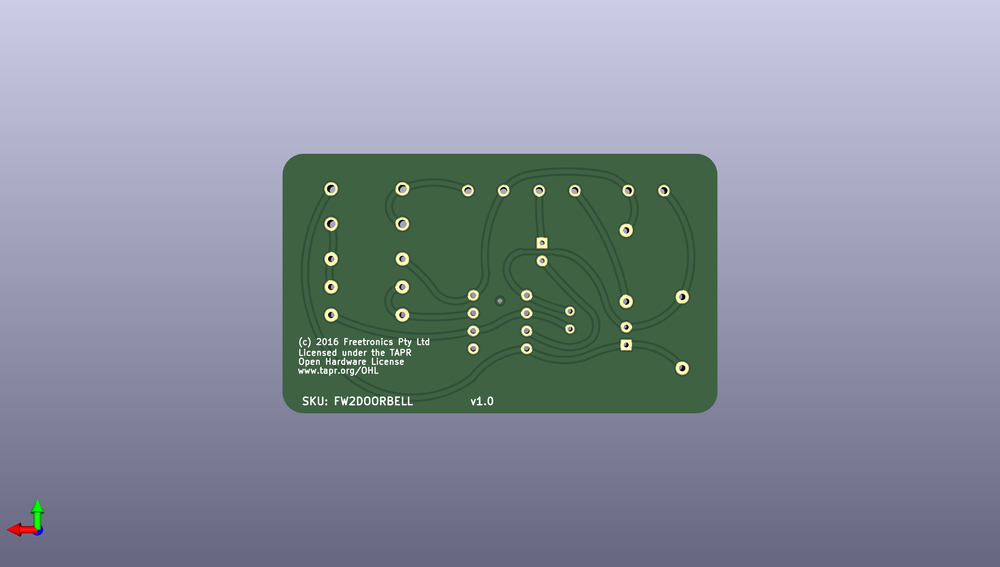 (c) 2016 Freetronics Pty Ltd
Licensed under the TAPR
Open Hardware License
www.tapr.org/OHL
SKU: FW2DOORBELL v1.0